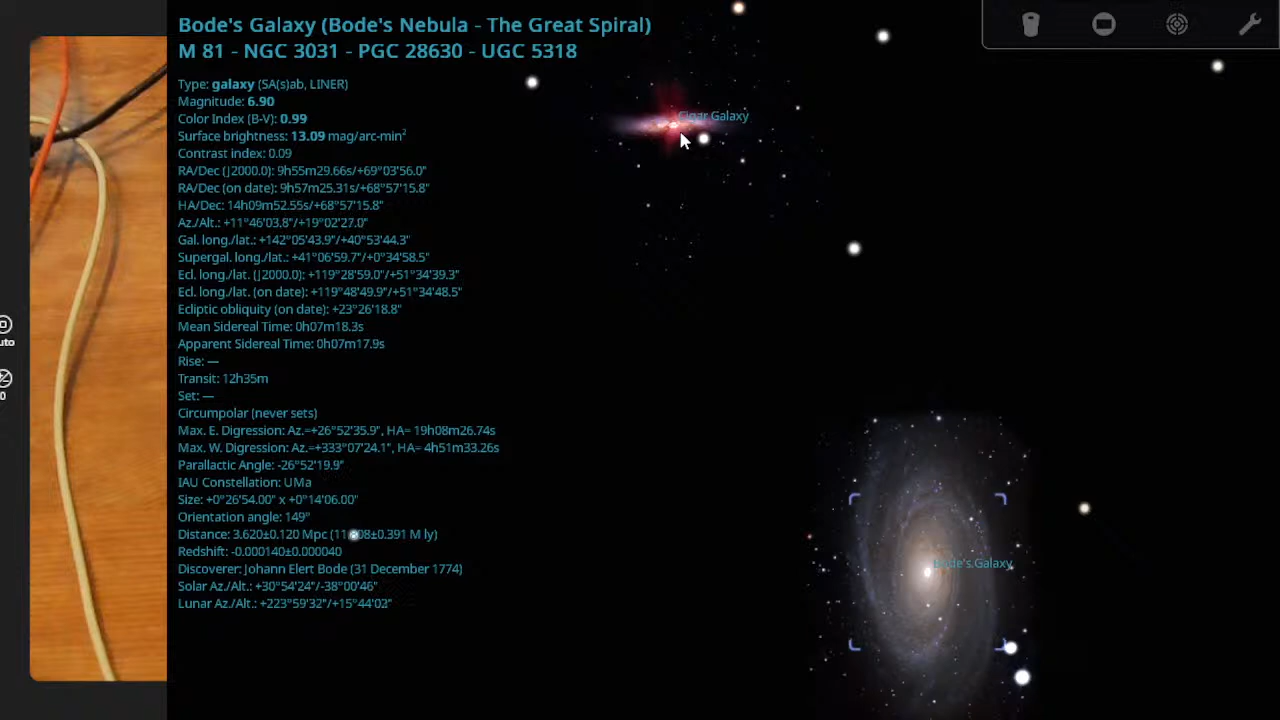 Bode's Galaxy (Bode's Nebula - The Great Spiral)
M 81 - NGC 3031 - PGC 28630 - UGC 5318
Type: galaxy (SA(s)ab, LINER)
Magnitude: 6.90
Color Index (B-V): 0.99
Surface brightness: 13.09 mag/arc-min²
Contrast index: 0.09
RA/Dec (J2000.0): 9h55m29.66s/+69°03'56.0"
RA/Dec (on date): 9h57m25.31s/+68°57'15.8"
HA/Dec: 14h09m52.55s/+68°57'15.8"
Az./Alt.: +11°46'03.8"/+19°02'27.0"
Gal. long./lat.: +142°05'43.9"/+40°53'44.3"
Supergal. long./lat.: +41°06'59.7"/+0°34'58.5"
Ecl. long./lat. (J2000.0): +119°28'59.0"/+51°34'39.3"
Ecl. long./lat. (on date): +119°48'49.9"/+51°34'48.5"
Ecliptic obliquity (on date): +23°26'18.8"
Mean Sidereal Time: 0h07m18.3s
Apparent Sidereal Time: 0h07m17.9s
Rise: —
Transit: 12h35m
Set: —
Circumpolar (never sets)
Max. E. Digression: Az.=+26°52'35.9", HA= 19h08m26.74s
Max. W. Digression: Az.=+333°07'24.1", HA= 4h51m33.26s
Parallactic Angle: -26°52'19.9"
IAU Constellation: UMa
Size: +0°26'54.00" x +0°14'06.00"
Orientation angle: 149°
Distance: 3.620±0.120 Mpc ±0.391 M ly)
Redshift: -0.000140±0.000040
Discoverer: Johann Elert Bode (31 December 1774)
Solar Az./Alt.: +30°54'24"/-38°00'46"
Lunar Az./Alt.: +223°59'32"/+15°44'02"
Cigar Galaxy
Bode's Galaxy
uto
0